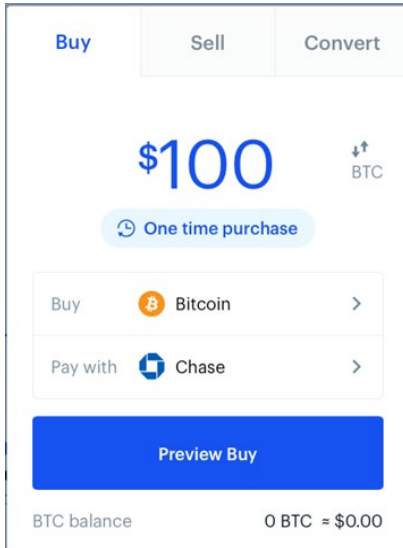 Buy Sell Convert
$100
BTC
One time purchase
Buy Bitcoin
Pay with Chase
Preview Buy
BTC balance 0 BTC ≈ $0.00